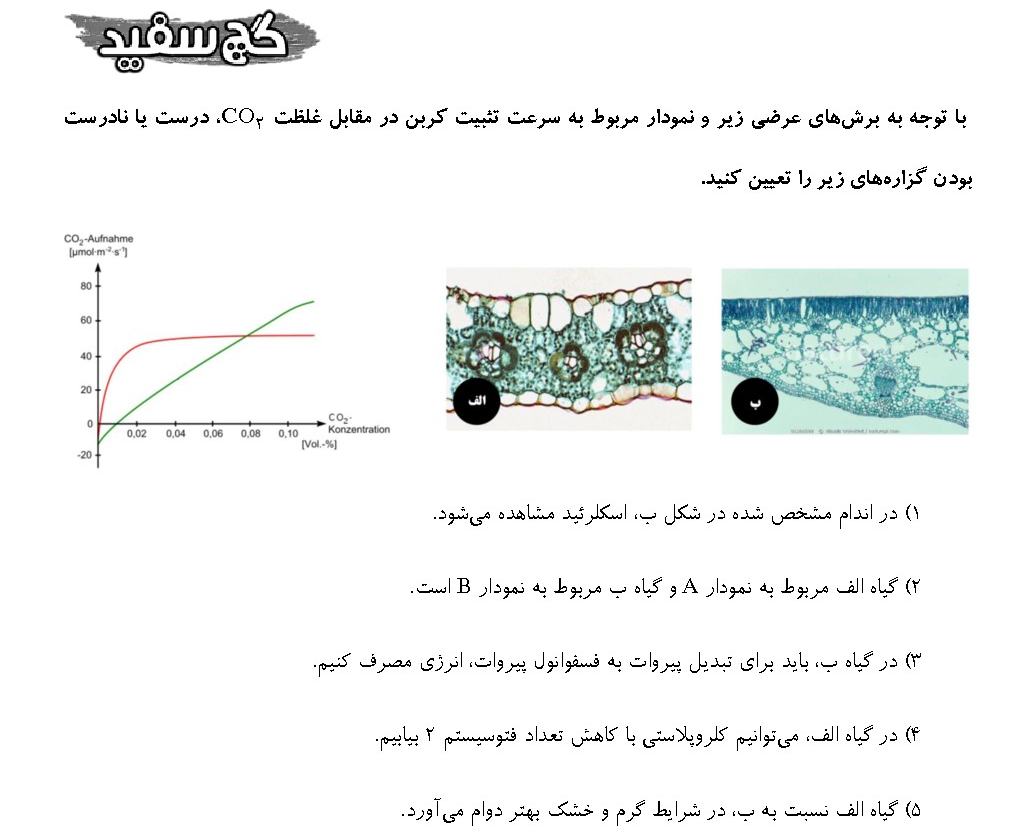 گچ سفید
با توجه به برش‌های عرضی زیر و نمودار مربوط به سرعت تثبیت کربن در مقابل غلظت CO₂، درست یا نادرست
بودن گزاره‌های زیر را تعیین کنید.
CO₂-Aufnahme
[µmol·m⁻²·s⁻¹]
80
60
40
20
0
-20
0,02 0,04 0,06 0,08 0,10
CO₂-
Konzentration
[Vol.-%]
الف
ب
۱) در اندام مشخص شده در شکل ب، اسکلرئید مشاهده می‌شود.
۲) گیاه الف مربوط به نمودار A و گیاه ب مربوط به نمودار B است.
۳) در گیاه ب، باید برای تبدیل پیروات به فسفوانول پیروات، انرژی مصرف کنیم.
۴) در گیاه الف، می‌توانیم کلروپلاستی با کاهش تعداد فتوسیستم ۲ بیابیم.
۵) گیاه الف نسبت به ب، در شرایط گرم و خشک بهتر دوام می‌آورد.